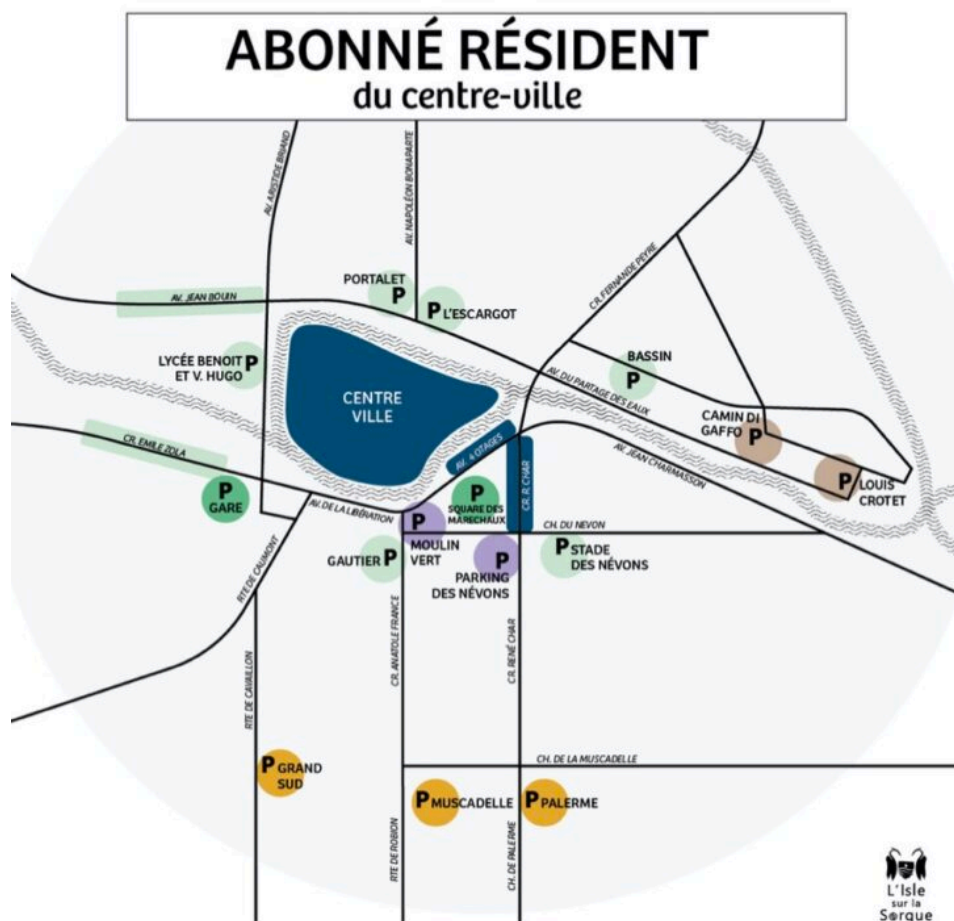 ABONNÉ RÉSIDENT
du centre-ville
AV. ARISTIDE BRIAND
AV. NAPOLÉON BONAPARTE
CR. FERNANDE PEYRE
PORTALET
P
P L'ESCARGOT
AV. JEAN BOUIN
LYCÉE BENOIT
ET V. HUGO
P
CENTRE
VILLE
BASSIN
P
AV. DU PARTAGE DES EAUX
CAMIN DI
GAFFO
P
P
LOUIS
CROTET
CR. EMILE ZOLA
AV. 4 OTAGES
CR. R.CHAR
AV. JEAN CHARMASSON
P
GARE
AV. DE LA LIBÉRATION
P
SQUARE DES
MARECHAUX
P
MOULIN
VERT
CH. DU NEVON
GAUTIER P
P
PARKING
DES NÉVONS
P STADE
DES NÉVONS
RTE DE CAUMONT
RTE DE CAVAILLON
CR. ANATOLE FRANCE
CR. RENÉ CHAR
P GRAND
SUD
CH. DE LA MUSCADELLE
P MUSCADELLE
P PALERME
RTE DE ROBION
CH. DE PALERME
L'Isle
sur la
Sorgue